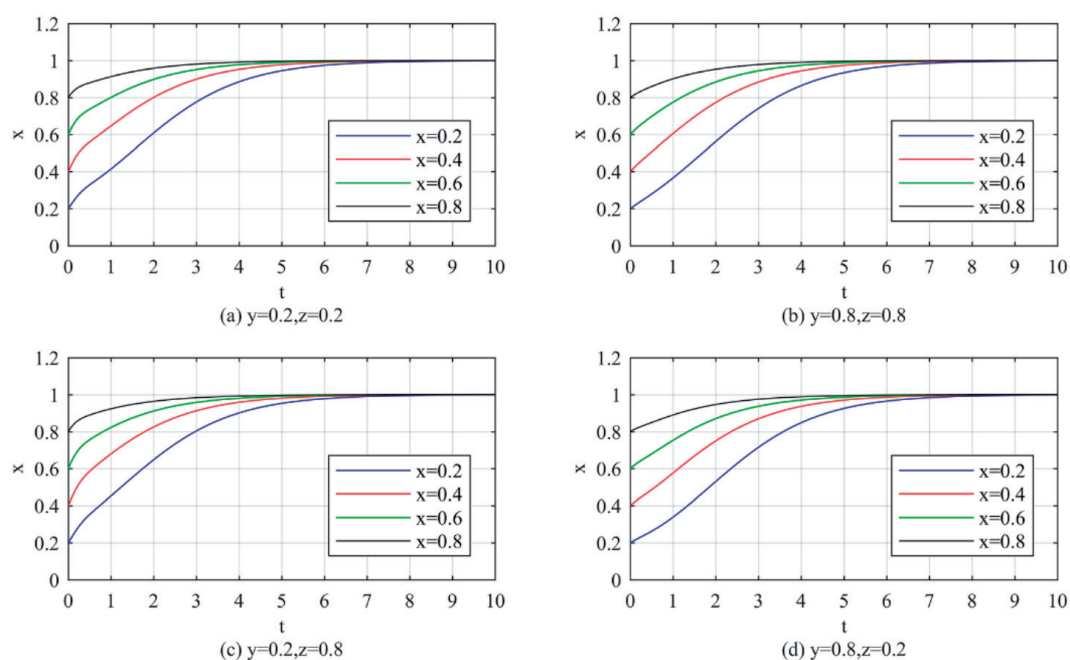 1.2
1
0.8
0.6
0.4
0.2
0
x
0 1 2 3 4 5 6 7 8 9 10
t
x=0.2
x=0.4
x=0.6
x=0.8
(a) y=0.2,z=0.2
1.2
1
0.8
0.6
0.4
0.2
0
x
0 1 2 3 4 5 6 7 8 9 10
t
x=0.2
x=0.4
x=0.6
x=0.8
(b) y=0.8,z=0.8
1.2
1
0.8
0.6
0.4
0.2
0
x
0 1 2 3 4 5 6 7 8 9 10
t
x=0.2
x=0.4
x=0.6
x=0.8
(c) y=0.2,z=0.8
1.2
1
0.8
0.6
0.4
0.2
0
x
0 1 2 3 4 5 6 7 8 9 10
t
x=0.2
x=0.4
x=0.6
x=0.8
(d) y=0.8,z=0.2